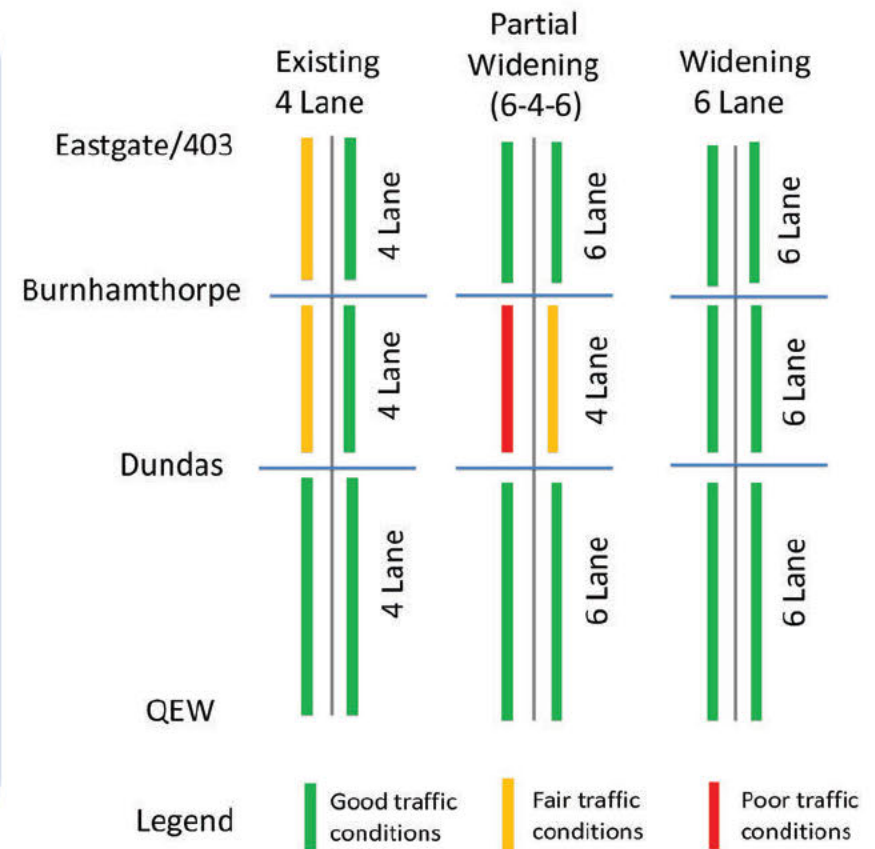 Existing
4 Lane
Partial
Widening
(6-4-6)
Widening
6 Lane
Eastgate/403
4 Lane
6 Lane
6 Lane
Burnhamthorpe
4 Lane
4 Lane
6 Lane
Dundas
4 Lane
6 Lane
6 Lane
QEW
Legend
Good traffic
conditions
Fair traffic
conditions
Poor traffic
conditions